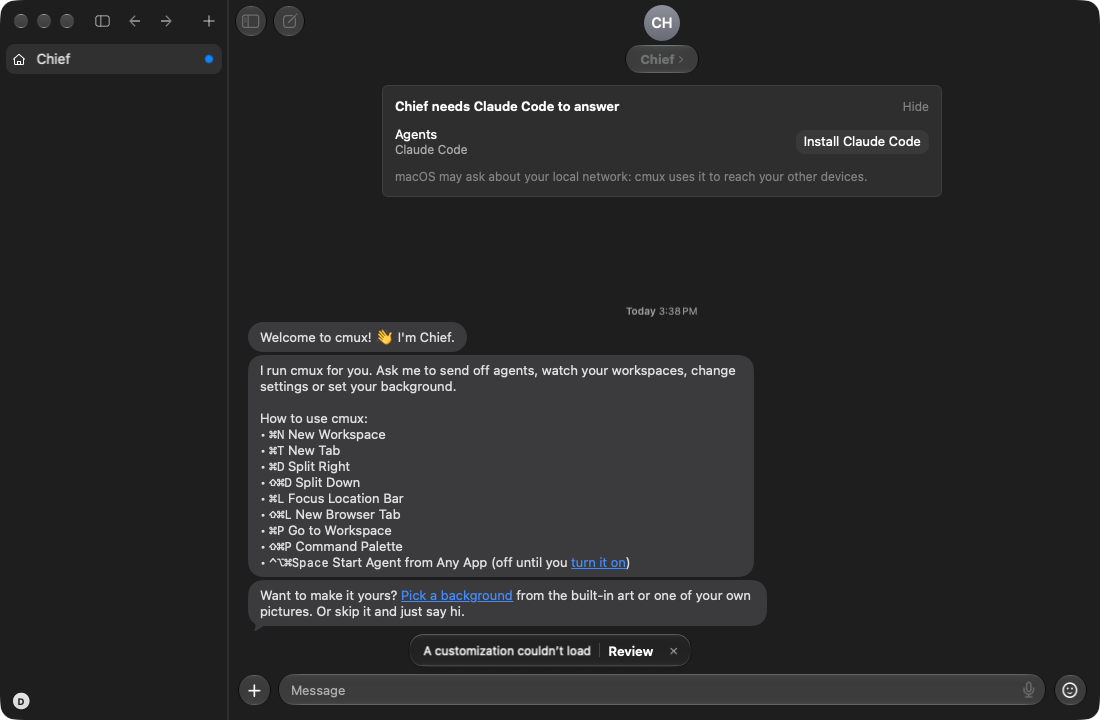 Chief
CH
Chief
Chief needs Claude Code to answer
Hide
Agents
Claude Code
Install Claude Code
macOS may ask about your local network: cmux uses it to reach your other devices.
Today 3:38 PM
Welcome to cmux! 👋 I'm Chief.
I run cmux for you. Ask me to send off agents, watch your workspaces, change
settings or set your background.
How to use cmux:
• ⌘N New Workspace
• ⌘T New Tab
• ⌘D Split Right
• ⇧⌘D Split Down
• ⌘L Focus Location Bar
• ⇧⌘L New Browser Tab
• ⌘P Go to Workspace
• ⇧⌘P Command Palette
• ^⌥⌘Space Start Agent from Any App (off until you turn it on)
Want to make it yours? Pick a background from the built-in art or one of your own
pictures. Or skip it and just say hi.
A customization couldn't load
Review
Message
D